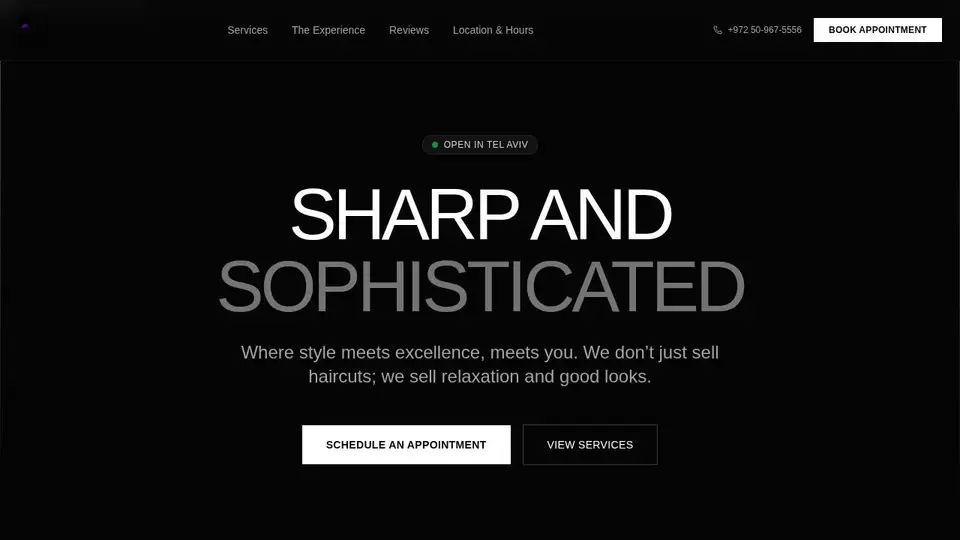 Services
The Experience
Reviews
Location & Hours
+972 50-967-5556
BOOK APPOINTMENT
OPEN IN TEL AVIV
SHARP AND
SOPHISTICATED
Where style meets excellence, meets you. We don’t just sell
haircuts; we sell relaxation and good looks.
SCHEDULE AN APPOINTMENT
VIEW SERVICES